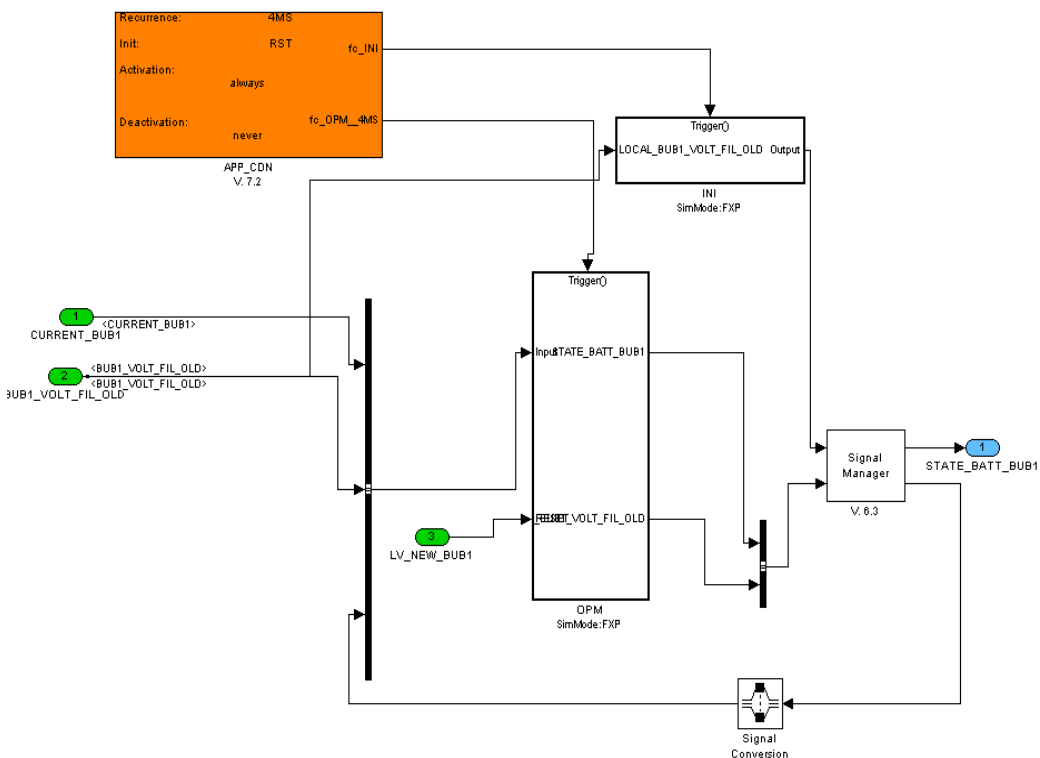 Recurrence: 4MS
Init: RST
fc_INI
Activation:
always
fc_OPM__4MS
Deactivation:
never
APP_CDN
V. 7.2
Trigger()
LOCAL_BUB1_VOLT_FIL_OLD Output
INI
SimMode:FXP
Trigger()
1
<CURRENT_BUB1>
CURRENT_BUB1
<BUB1_VOLT_FIL_OLD>
2
<BUB1_VOLT_FIL_OLD>
BUB1_VOLT_FIL_OLD
Input
STATE_BATT_BUB1
_VOLT_FIL_OLD
3
LV_NEW_BUB1
OPM
SimMode:FXP
Signal
Manager
V. 6.3
1
STATE_BATT_BUB1
Signal
Conversion